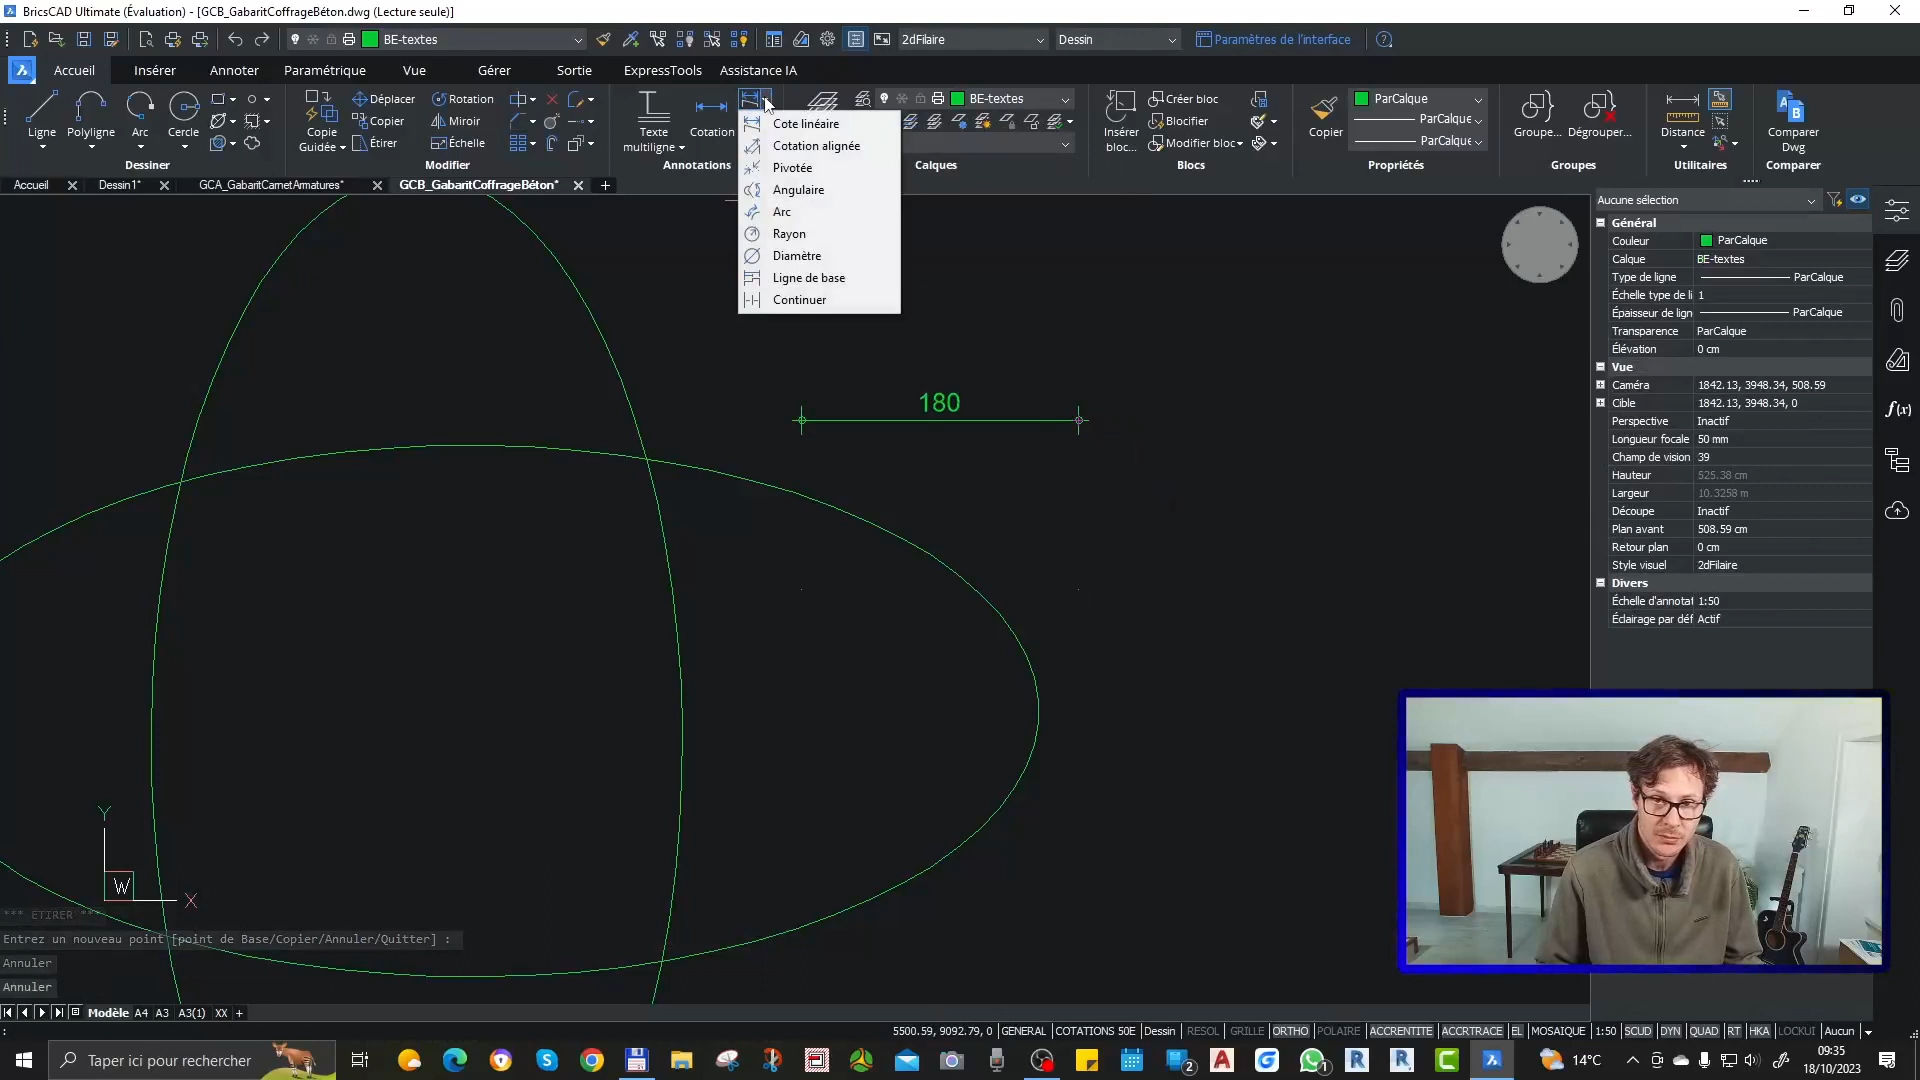 BricsCAD Ultimate (Évaluation) - [GCB_GabaritCoffrageBéton.dwg (Lecture seule)]
BE-textes
2dFilaire
Dessin
Paramètres de l'interface
Accueil
Insérer
Annoter
Paramétrique
Vue
Gérer
Sortie
ExpressTools
Assistance IA
Ligne
Polyligne
Arc
Cercle
Dessiner
Copie
Guidée
Déplacer
Copier
Étirer
Rotation
Miroir
Échelle
Modifier
Texte
multiligne
Cotation
Annotations
Cote linéaire
Cotation alignée
Pivotée
Angulaire
Arc
Rayon
Diamètre
Ligne de base
Continuer
BE-textes
Calques
Insérer
bloc...
Créer bloc
Blocifier
Modifier bloc
Blocs
Copier
ParCalque
ParCalque
ParCalque
Propriétés
Groupe...
Dégrouper...
Groupes
Distance
Utilitaires
Comparer
Dwg
Comparer
Accueil
Dessin1*
GCA_GabaritCarnetArmatures*
GCB_GabaritCoffrageBéton*
180
Aucune sélection
Général
Couleur ParCalque
Calque BE-textes
Type de ligne ParCalque
Échelle type de li 1
Épaisseur de lign ParCalque
Transparence ParCalque
Élévation 0 cm
Vue
Caméra 1842.13, 3948.34, 508.59
Cible 1842.13, 3948.34, 0
Perspective Inactif
Longueur focale 50 mm
Champ de vision 39
Hauteur 525.38 cm
Largeur 10.3258 m
Découpe Inactif
Plan avant 508.59 cm
Retour plan 0 cm
Style visuel 2dFilaire
Divers
Échelle d'annotat 1:50
Éclairage par déf Actif
f(x)
Y
W
X
*** ETIRER ***
Entrez un nouveau point [point de Base/Copier/Annuler/Quitter] :
Annuler
Annuler
Modèle A4 A3 A3(1) XX +
:
5500.59, 9092.79, 0 GENERAL COTATIONS 50E Dessin RESOL GRILLE ORTHO POLAIRE ACCRENTITE ACCRTRACE EL MOSAIQUE 1:50 SCUD DYN QUAD RT HKA LOCKUI Aucun
Taper ici pour rechercher
2
1
14°C
09:35
18/10/2023